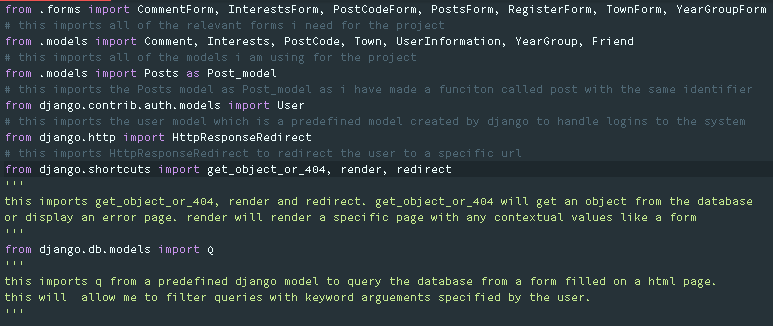 from .forms import CommentForm, InterestsForm, PostCodeForm, PostsForm, RegisterForm, TownForm, YearGroupForm
# this imports all of the relevant forms i need for the project
from .models import Comment, Interests, PostCode, Town, UserInformation, YearGroup, Friend
# this imports all of the models i am using for the project
from .models import Posts as Post_model
# this imports the Posts model as Post_model as i have made a funciton called post with the same identifier
from django.contrib.auth.models import User
# this imports the user model which is a predefined model created by django to handle logins to the system
from django.http import HttpResponseRedirect
# this imports HttpResponseRedirect to redirect the user to a specific url
from django.shortcuts import get_object_or_404, render, redirect
'''
this imports get_object_or_404, render and redirect. get_object_or_404 will get an object from the database
or display an error page. render will render a specific page with any contextual values like a form
'''
from django.db.models import Q
'''
this imports q from a predefined django model to query the database from a form filled on a html page.
this will  allow me to filter queries with keyword arguements specified by the user.
'''